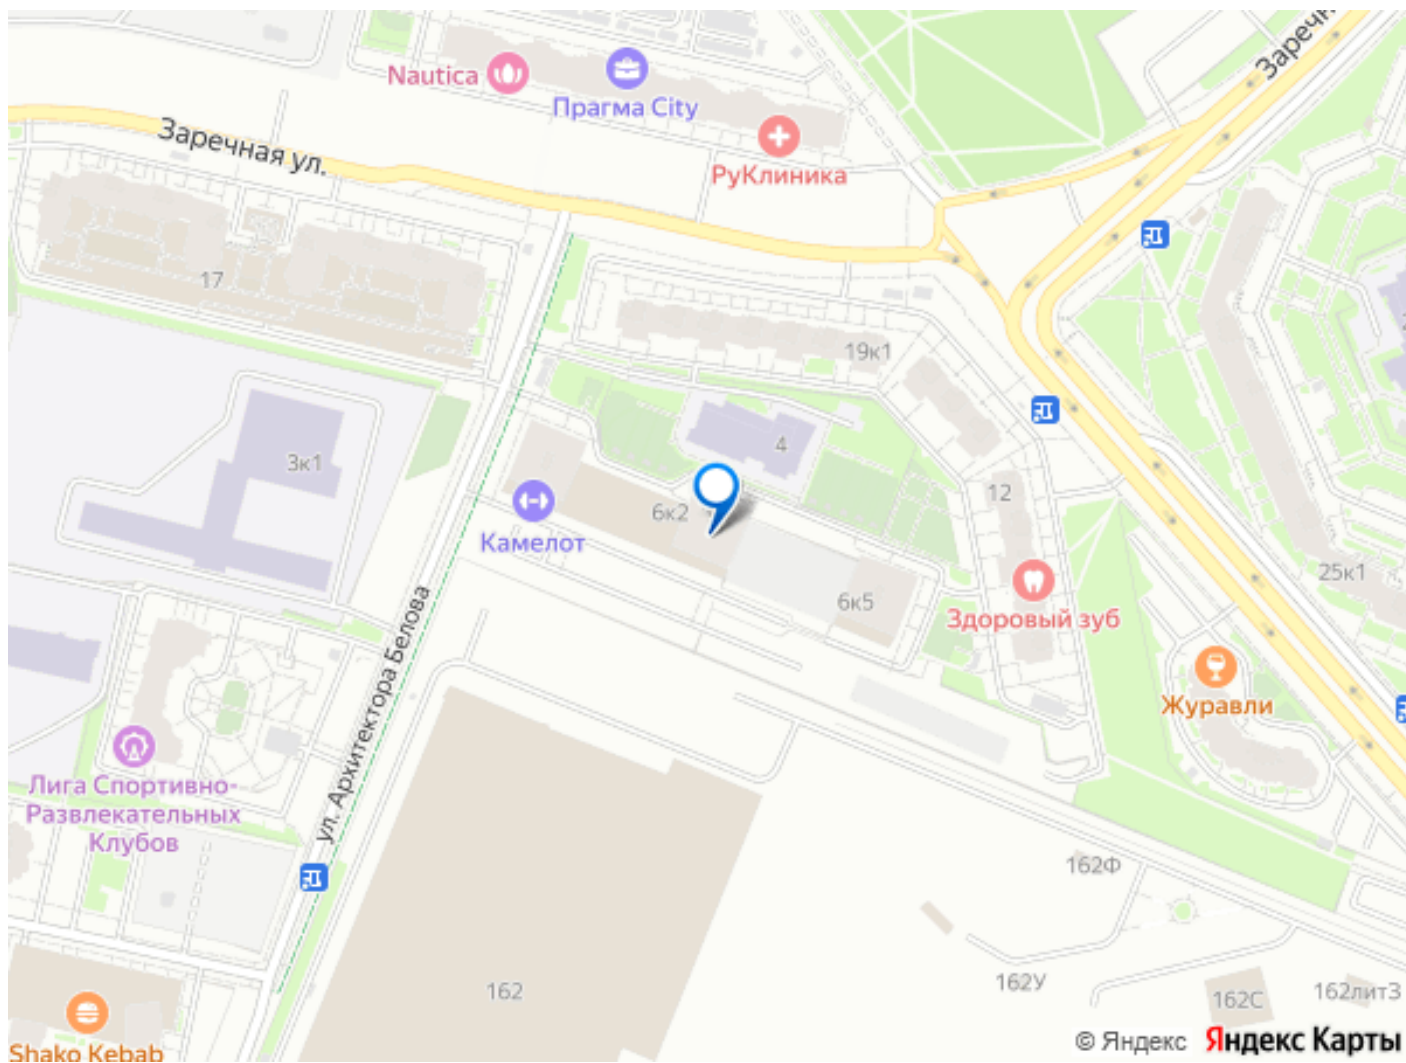 Заречн
Nautica
Прагма City
Заречная ул.
РуКлиника
17
19к1
3к1
4
12
6к2
Камелот
25к1
6к5
Здоровый зуб
ул. Архитектора Белова
Журавли
Лига Спортивно-
Развлекательных
Клубов
162Ф
162
162У
162С
162лит3
Shako Kebab
© Яндекс Яндекс Карты